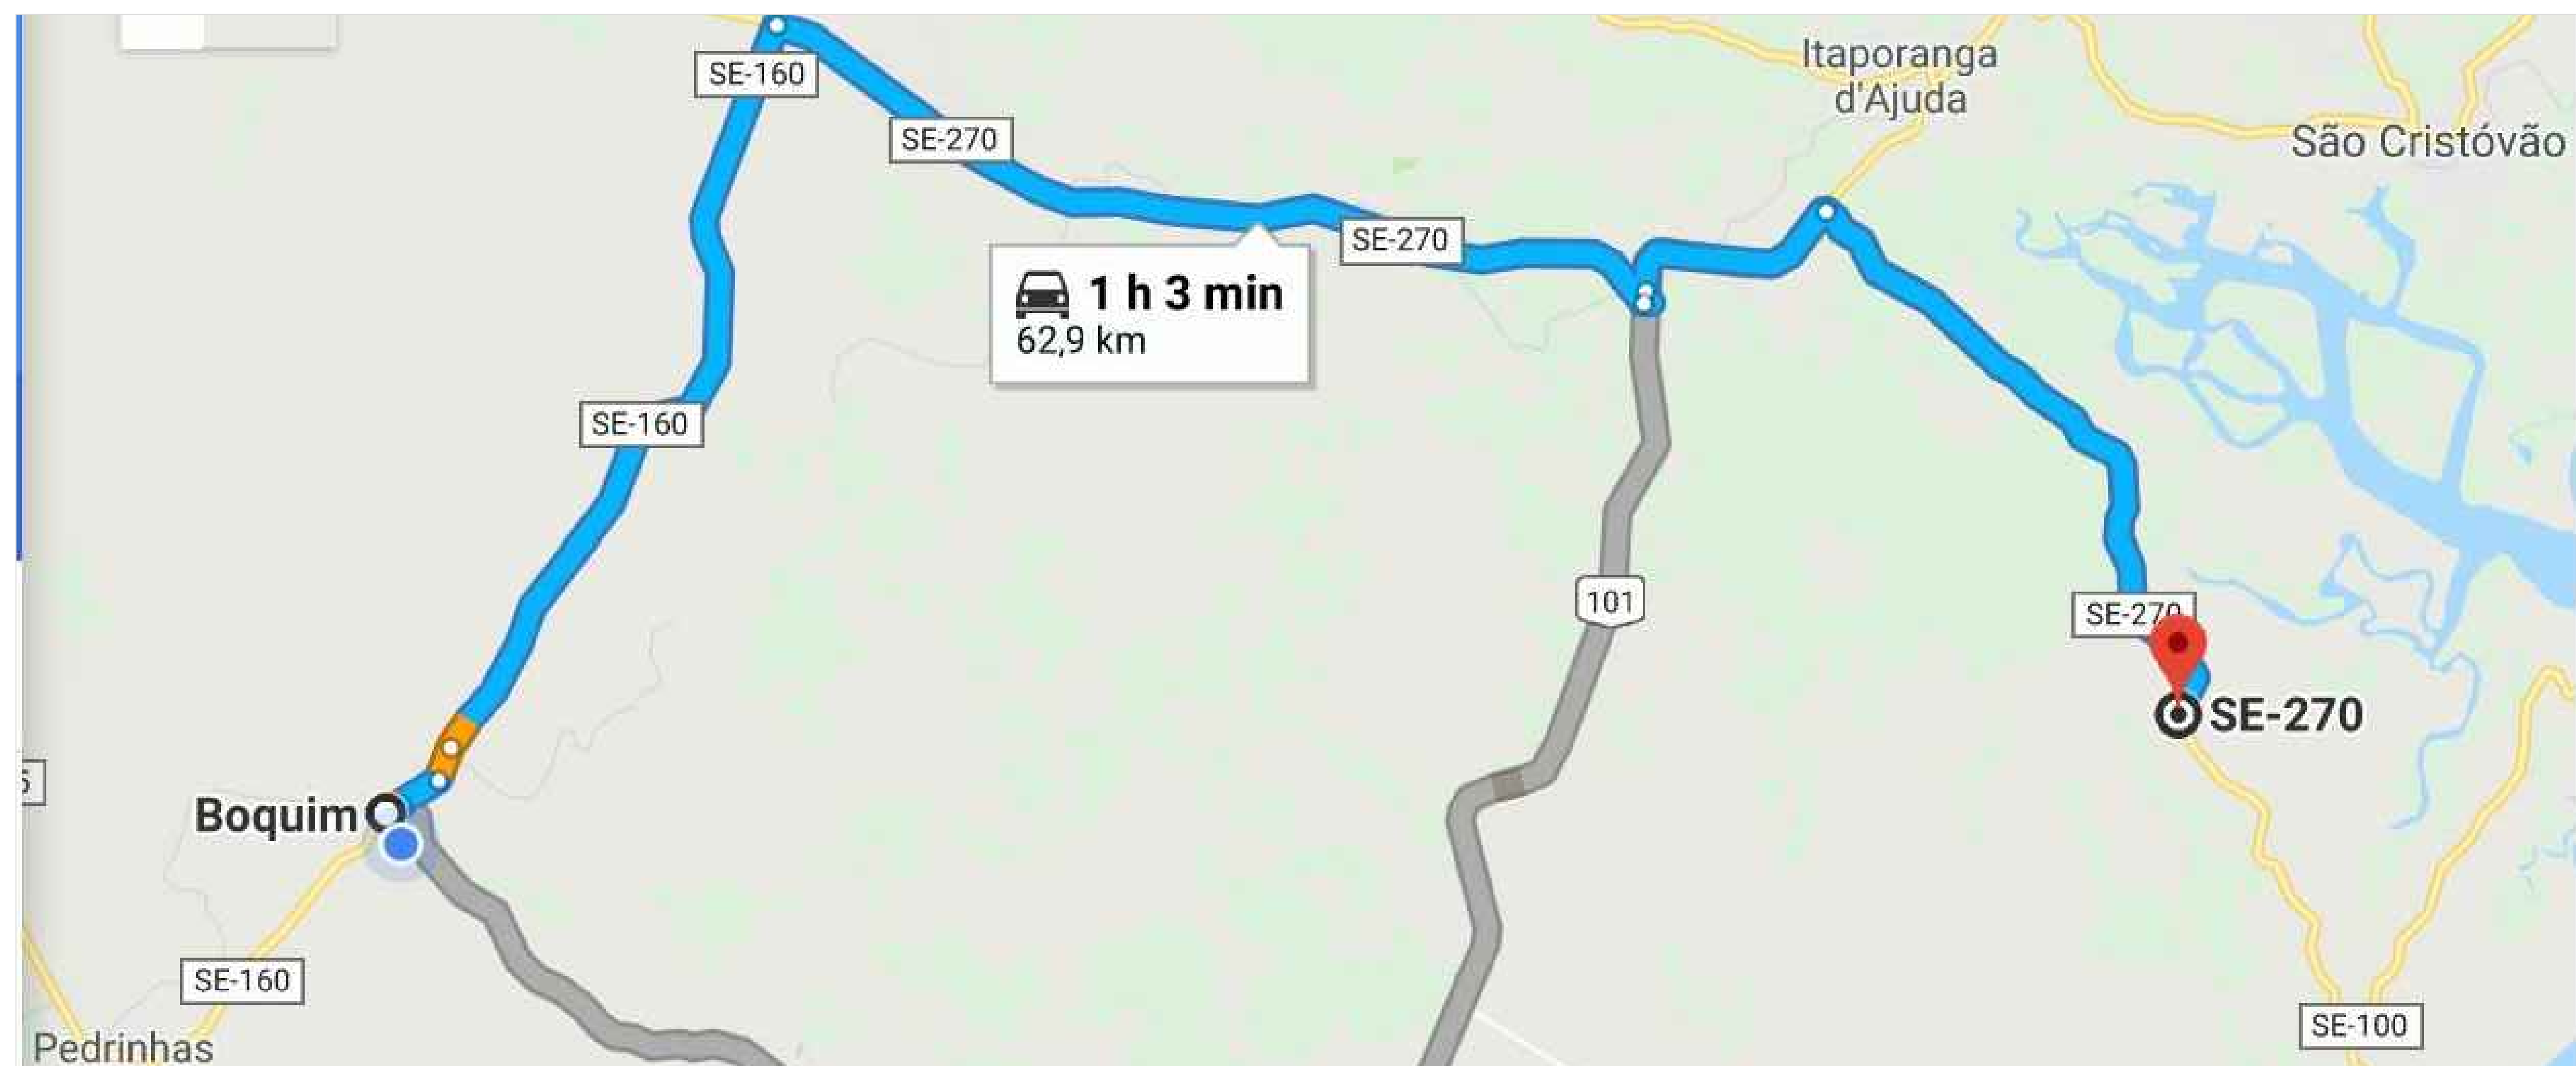 SE-160
Itaporanga
d'Ajuda
SE-270
São Cristóvão
SE-270
1 h 3 min
62,9 km
SE-160
101
SE-270
SE-270
Boquim
SE-160
SE-100
Pedrinhas